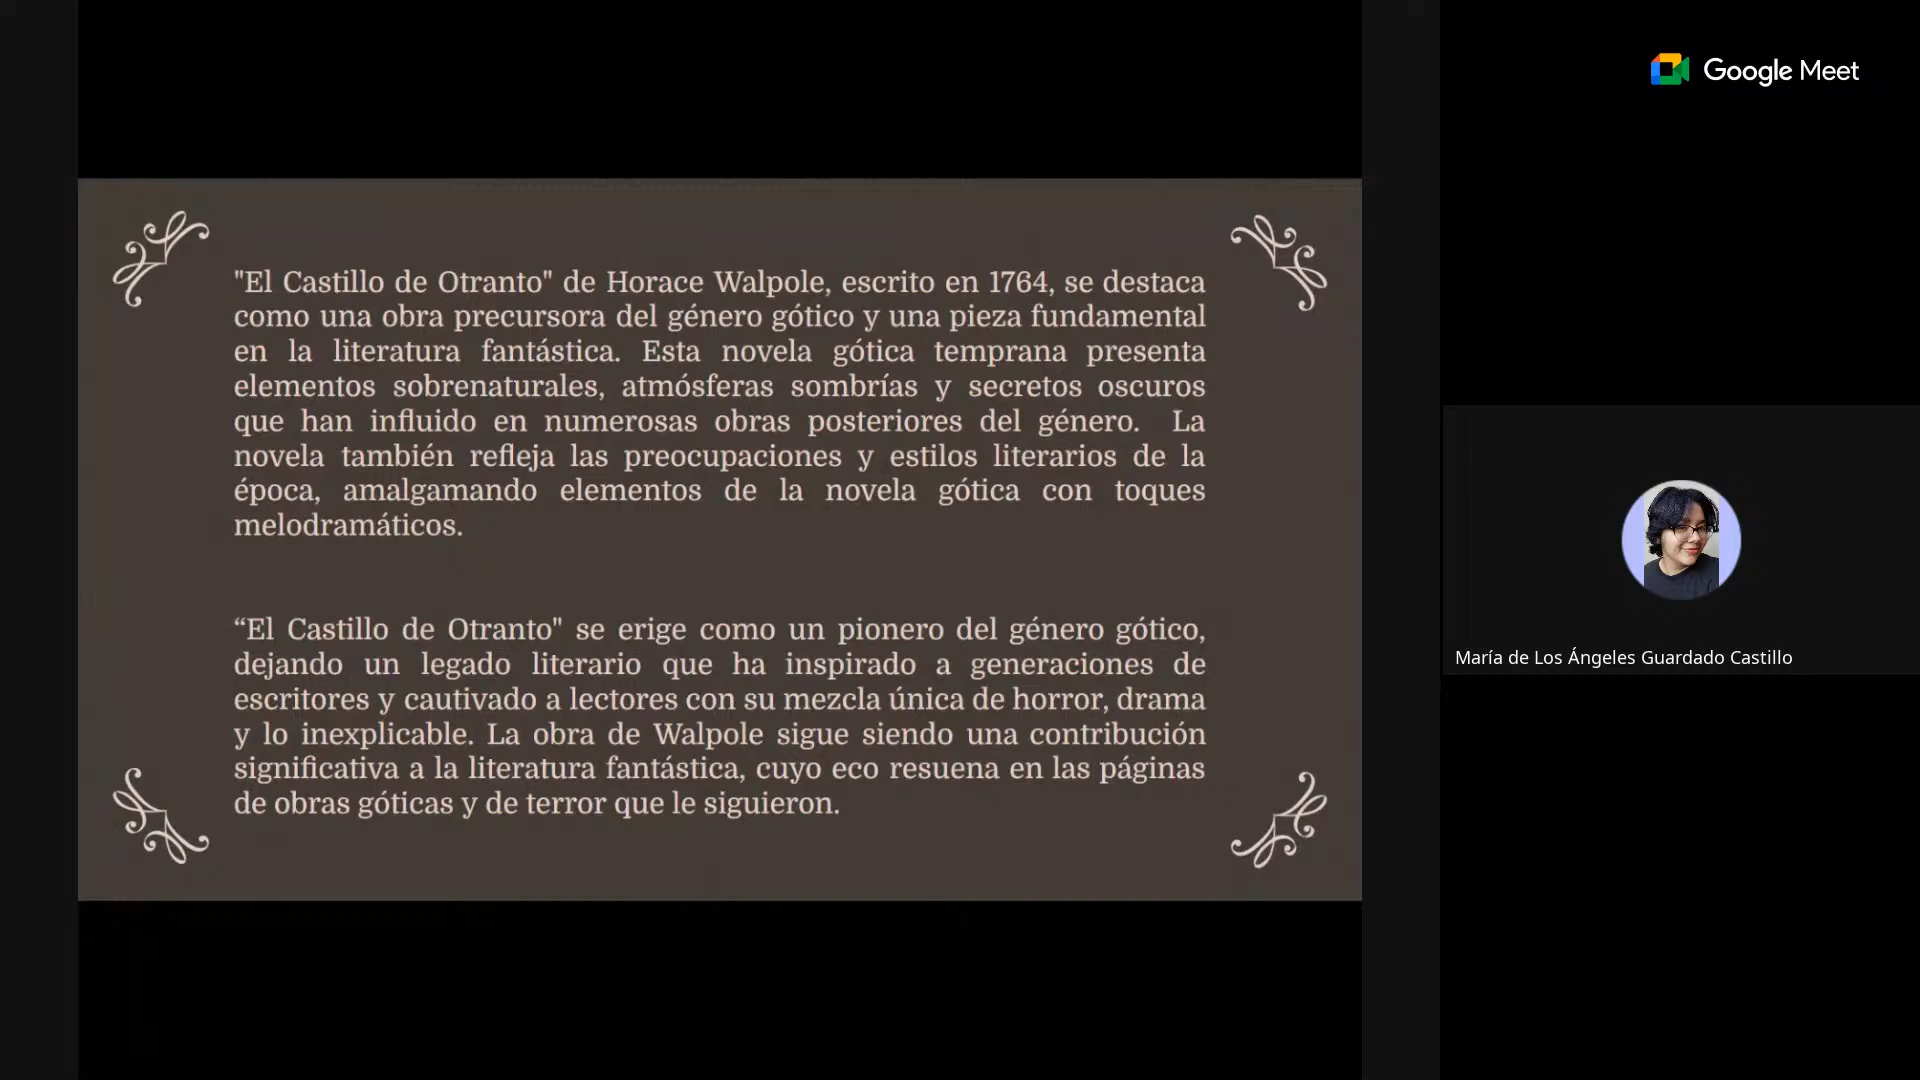 Google Meet
"El Castillo de Otranto" de Horace Walpole, escrito en 1764, se destaca
como una obra precursora del género gótico y una pieza fundamental
en la literatura fantástica. Esta novela gótica temprana presenta
elementos sobrenaturales, atmósferas sombrías y secretos oscuros
que han influido en numerosas obras posteriores del género. La
novela también refleja las preocupaciones y estilos literarios de la
época, amalgamando elementos de la novela gótica con toques
melodramáticos.
“El Castillo de Otranto" se erige como un pionero del género gótico,
dejando un legado literario que ha inspirado a generaciones de
escritores y cautivado a lectores con su mezcla única de horror, drama
y lo inexplicable. La obra de Walpole sigue siendo una contribución
significativa a la literatura fantástica, cuyo eco resuena en las páginas
de obras góticas y de terror que le siguieron.
María de Los Ángeles Guardado Castillo